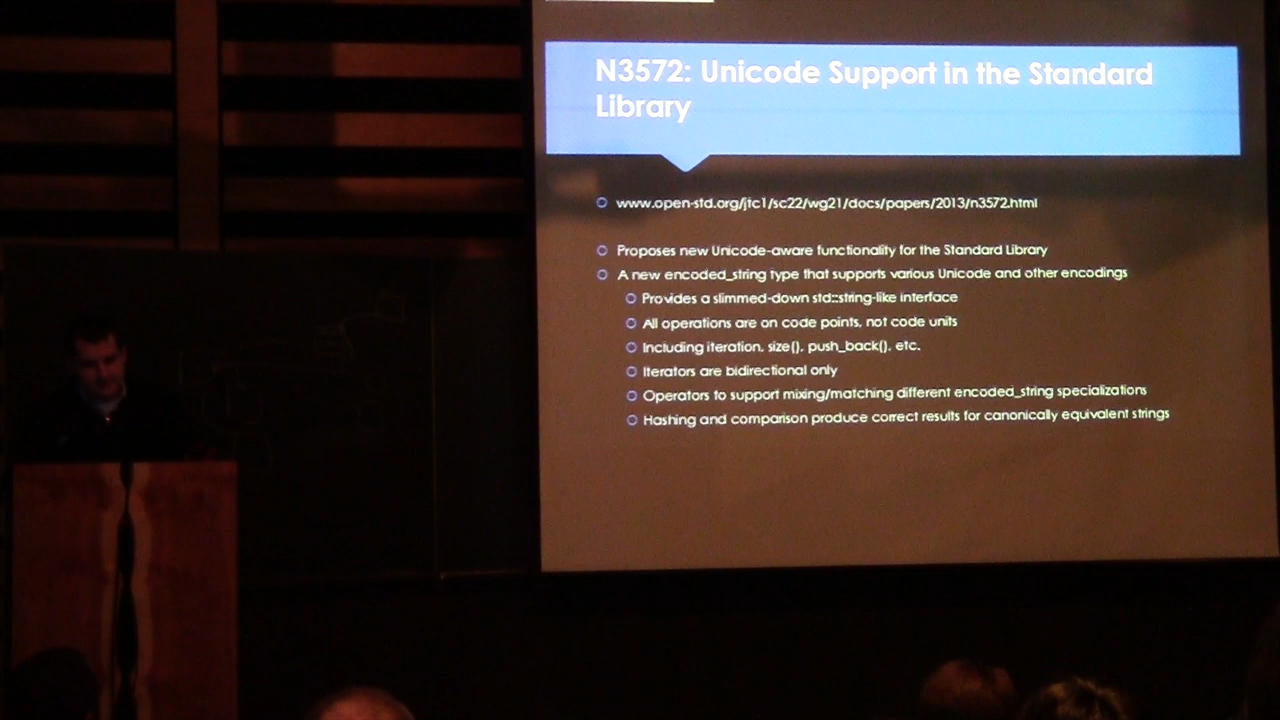 N3572: Unicode Support in the Standard
Library
www.open-std.org/jtc1/sc22/wg21/docs/papers/2013/n3572.html
Proposes new Unicode-aware functionality for the Standard Library
A new encoded_string type that supports various Unicode and other encodings
Provides a slimmed-down std::string-like interface
All operations are on code points, not code units
Including iteration, size(), push_back(), etc.
Iterators are bidirectional only
Operators to support mixing/matching different encoded_string specializations
Hashing and comparison produce correct results for canonically equivalent strings